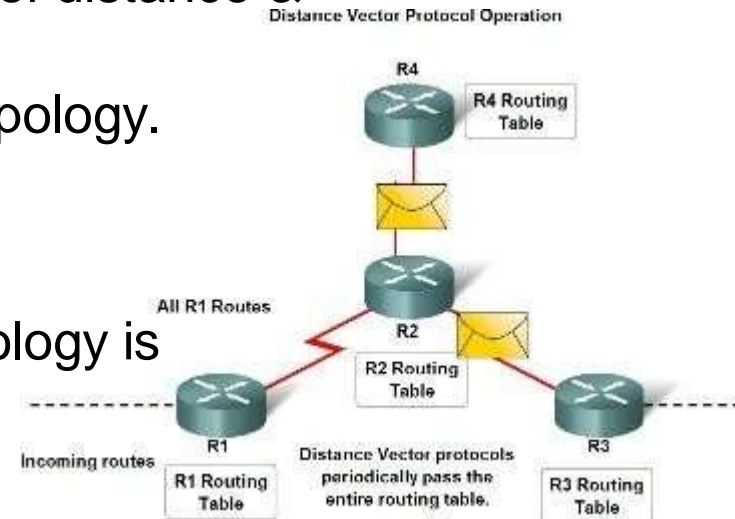 distance
Distance Vector Protocol Operation
R4
R4 Routing
Table
pology.
All R1 Routes
R2
R2 Routing
Table
ology is
R1
R3
Incoming routes
R1 Routing
Table
Distance Vector protocols
periodically pass the
entire routing table.
R3 Routing
Table